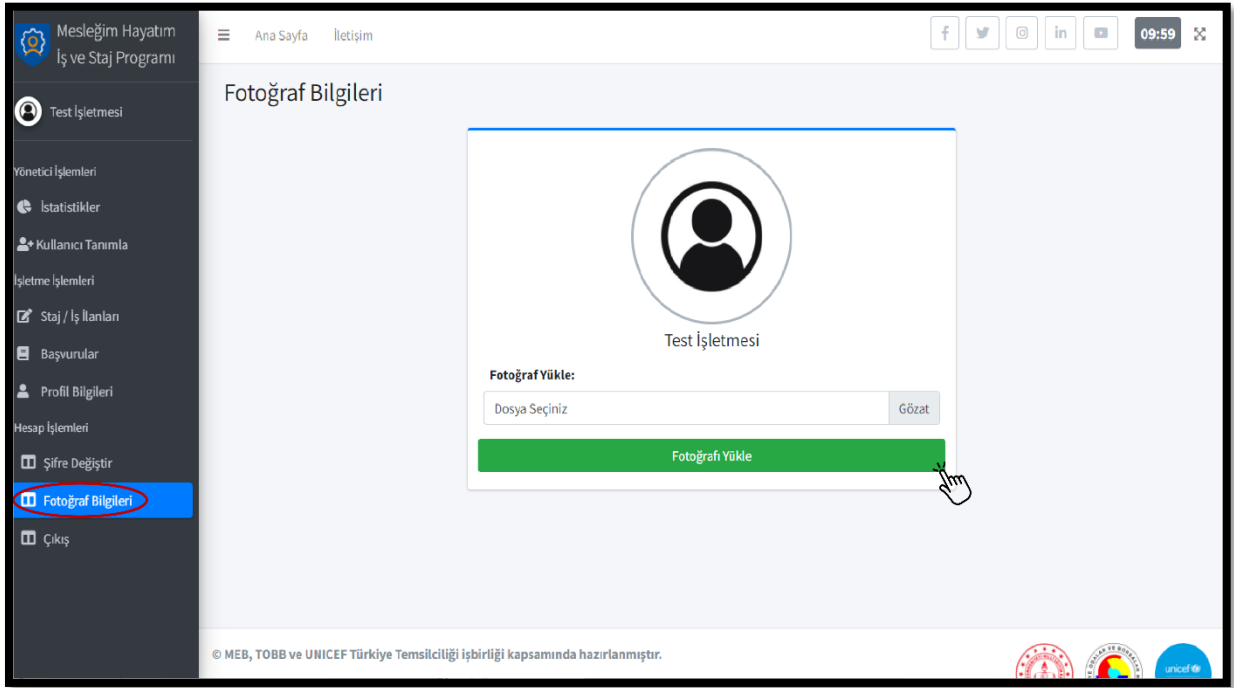 Mesleğim Hayatım
İş ve Staj Programı
Ana Sayfa İletişim
09:59
Test İşletmesi
Fotoğraf Bilgileri
Yönetici İşlemleri
İstatistikler
Kullanıcı Tanımla
İşletme İşlemleri
Staj / İş İlanları
Başvurular
Profil Bilgileri
Hesap İşlemleri
Şifre Değiştir
Fotoğraf Bilgileri
Çıkış
Test İşletmesi
Fotoğraf Yükle:
Dosya Seçiniz Gözat
Fotoğrafı Yükle
© MEB, TOBB ve UNICEF Türkiye Temsilciliği işbirliği kapsamında hazırlanmıştır.
unicef